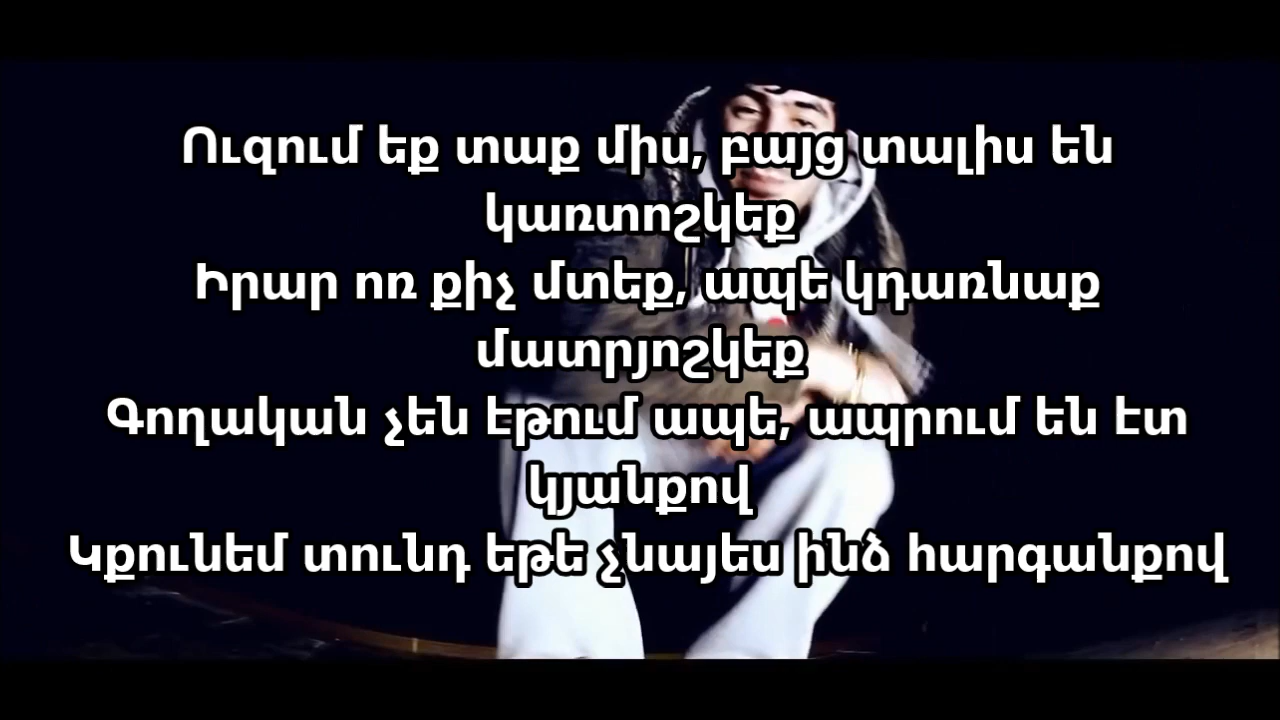 Ուզում եք տաք միս, բայց տալիս են
կառտոշկեք
Իրար ոռ քիչ մտեք, ապե կդառնաք
մատրյոշկեք
Գողական չեն էթում ապե, ապրում են էտ
կյանքով
Կքունեմ տունդ եթե չնայես ինձ հարգանքով